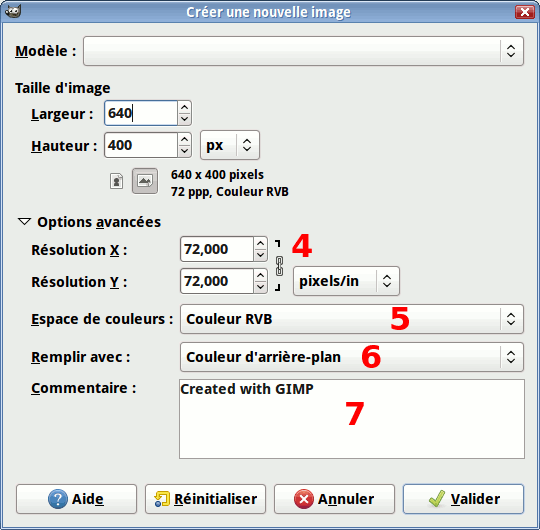 Créer une nouvelle image
Modèle :
Taille d'image
Largeur : 640
Hauteur : 400 px
640 x 400 pixels
72 ppp, Couleur RVB
Options avancées
Résolution X : 72,000 4
Résolution Y : 72,000 pixels/in
Espace de couleurs : Couleur RVB 5
Remplir avec : Couleur d'arrière-plan 6
Commentaire : Created with GIMP
7
Aide Réinitialiser Annuler Valider